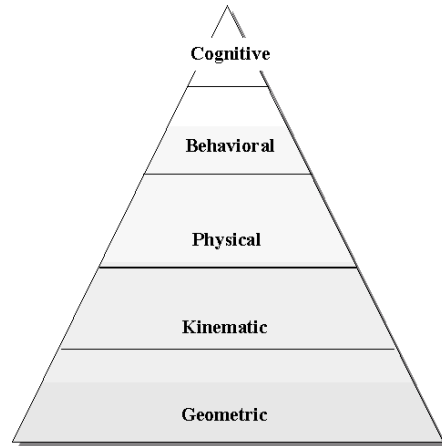 Cognitive
Behavioral
Physical
Kinematic
Geometric